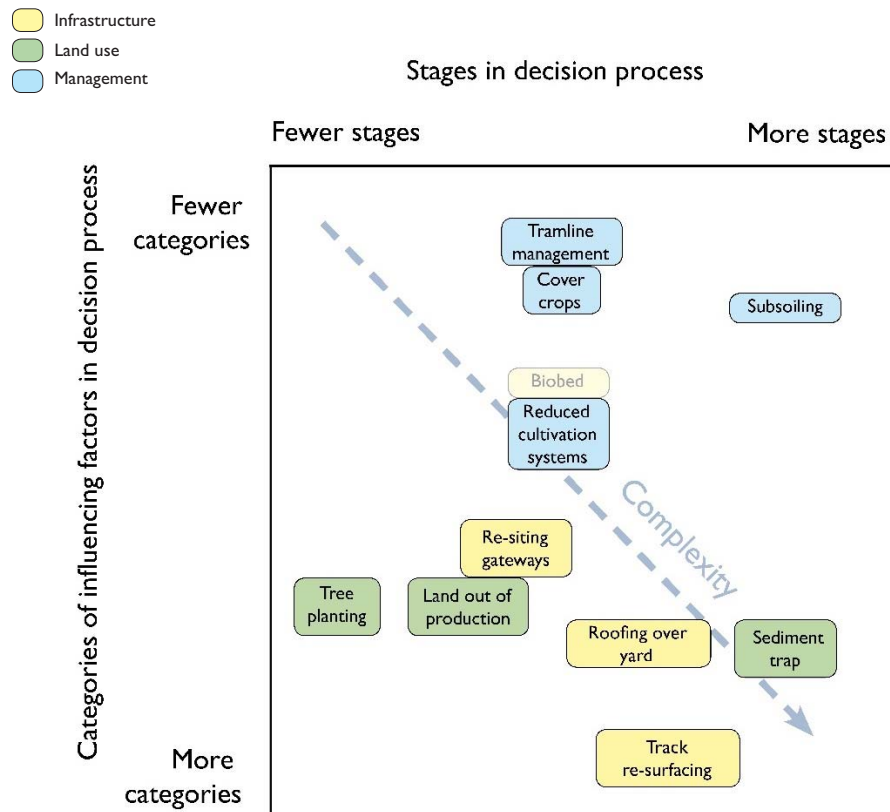 Infrastructure
Land use
Management
Stages in decision process
Fewer stages
More stages
Categories of influencing factors in decision process
Fewer
categories
Tramline
management
Cover
crops
Subsoiling
Biobed
Reduced
cultivation
systems
Complexity
Re-siting
gateways
Tree
planting
Land out of
production
Roofing over
yard
Sediment
trap
More
categories
Track
re-surfacing